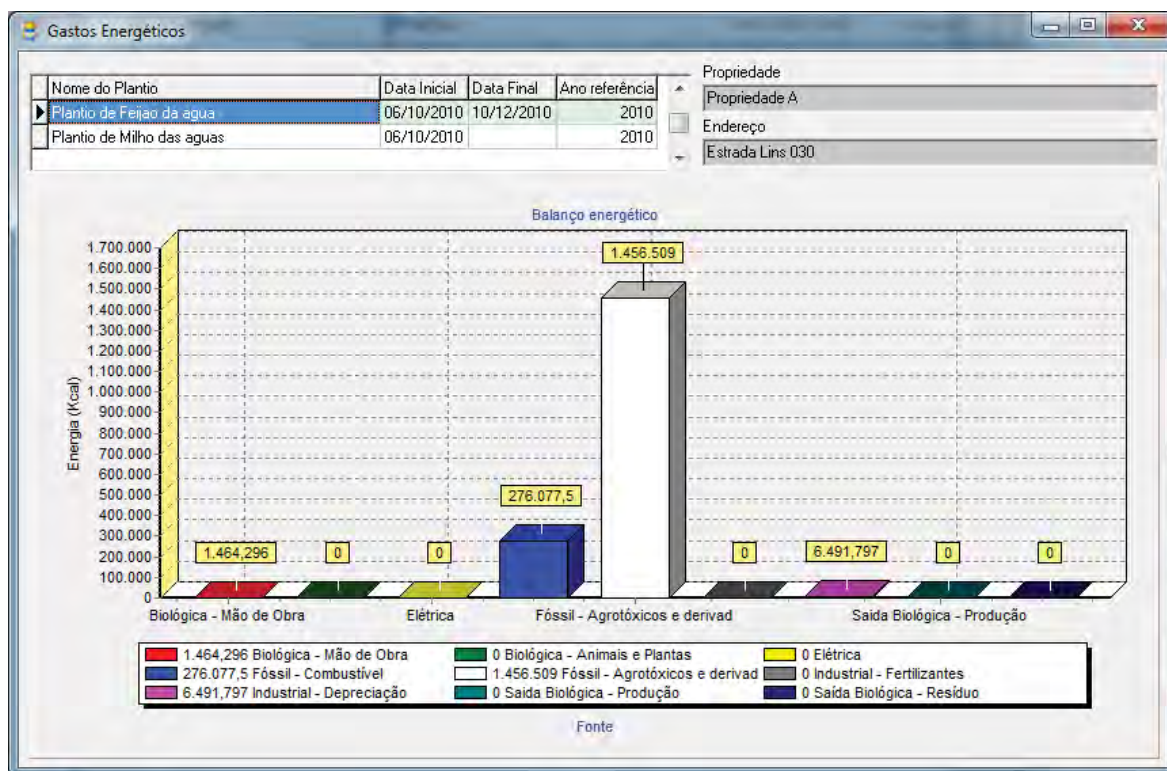 Gastos Energéticos
Nome do Plantio Data Inicial Data Final Ano referência
Plantio de Feijao da agua 06/10/2010 10/12/2010 2010
Plantio de Milho das aguas 06/10/2010 2010
Propriedade
Propriedade A
Endereço
Estrada Lins 030
Balanço energético
Energia (Kcal)
1.700.000
1.600.000
1.500.000
1.400.000
1.300.000
1.200.000
1.100.000
1.000.000
900.000
800.000
700.000
600.000
500.000
400.000
300.000
200.000
100.000
0
1.464,296 0 0 276.077,5 1.456.509 0 6.491,797 0 0
Biológica - Mão de Obra Elétrica Fóssil - Agrotóxicos e derivad Saida Biológica - Produção
1.464,296 Biológica - Mão de Obra 0 Biológica - Animais e Plantas 0 Elétrica
276.077,5 Fóssil - Combustível 1.456.509 Fóssil - Agrotóxicos e derivad 0 Industrial - Fertilizantes
6.491,797 Industrial - Depreciação 0 Saida Biológica - Produção 0 Saída Biológica - Resíduo
Fonte